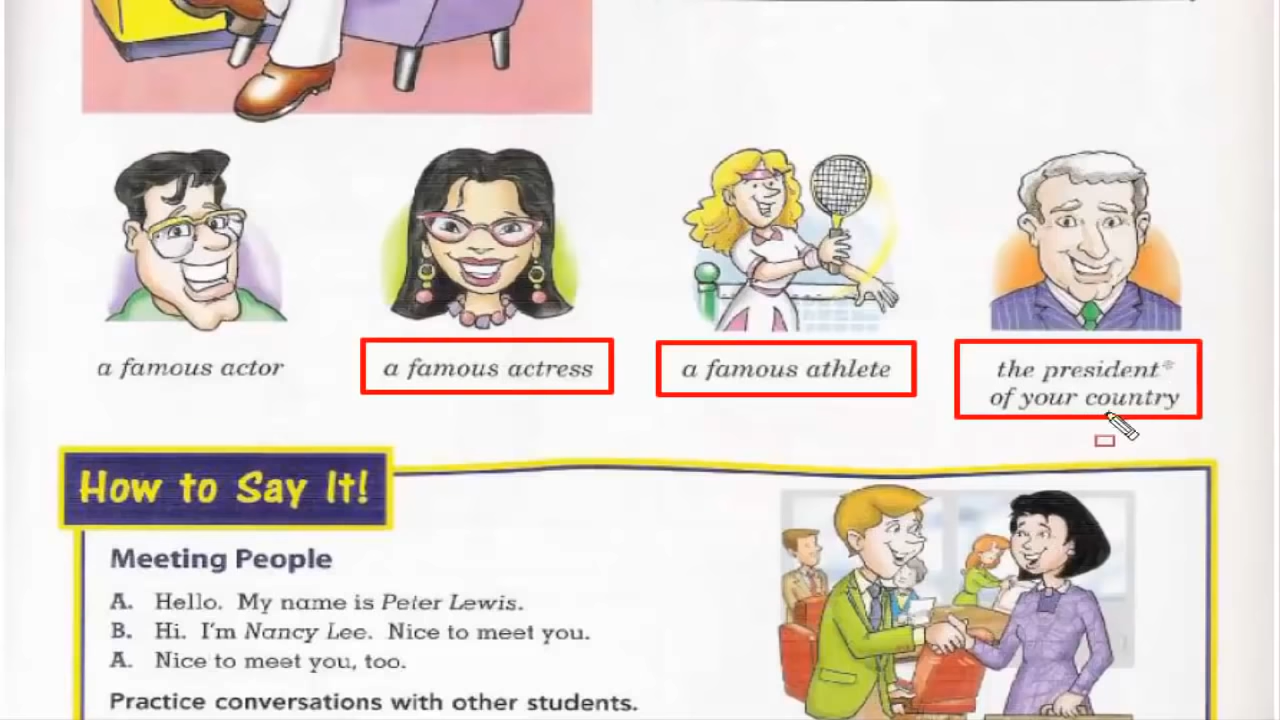 a famous actor
a famous actress
a famous athlete
the president*
of your country
How to Say It!
Meeting People
A. Hello. My name is Peter Lewis.
B. Hi. I'm Nancy Lee. Nice to meet you.
A. Nice to meet you, too.
Practice conversations with other students.